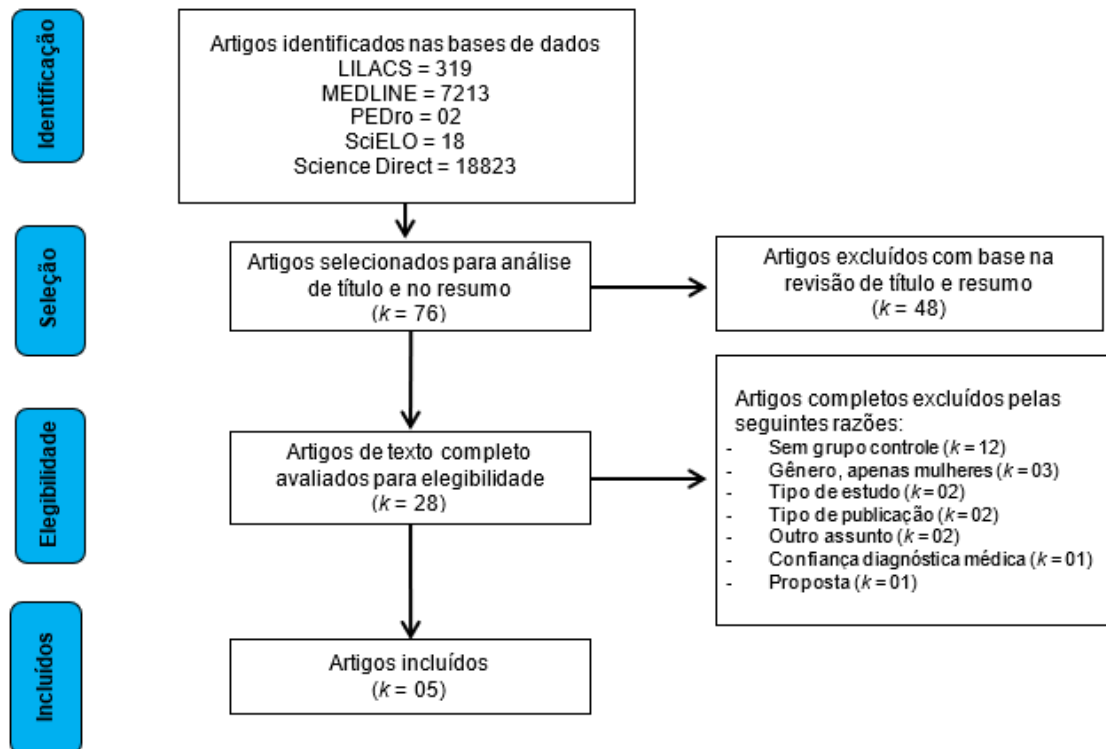 Identificação
Artigos identificados nas bases de dados
LILACS = 319
MEDLINE = 7213
PEDro = 02
SciELO = 18
Science Direct = 18823
Seleção
Artigos selecionados para análise
de título e no resumo
(k = 76)
Artigos excluídos com base na
revisão de título e resumo
(k = 48)
Elegibilidade
Artigos de texto completo
avaliados para elegibilidade
(k = 28)
Artigos completos excluídos pelas
seguintes razões:
- Sem grupo controle (k = 12)
- Gênero, apenas mulheres (k = 03)
- Tipo de estudo (k = 02)
- Tipo de publicação (k = 02)
- Outro assunto (k = 02)
- Confiança diagnóstica médica (k = 01)
- Proposta (k = 01)
Incluídos
Artigos incluídos
(k = 05)